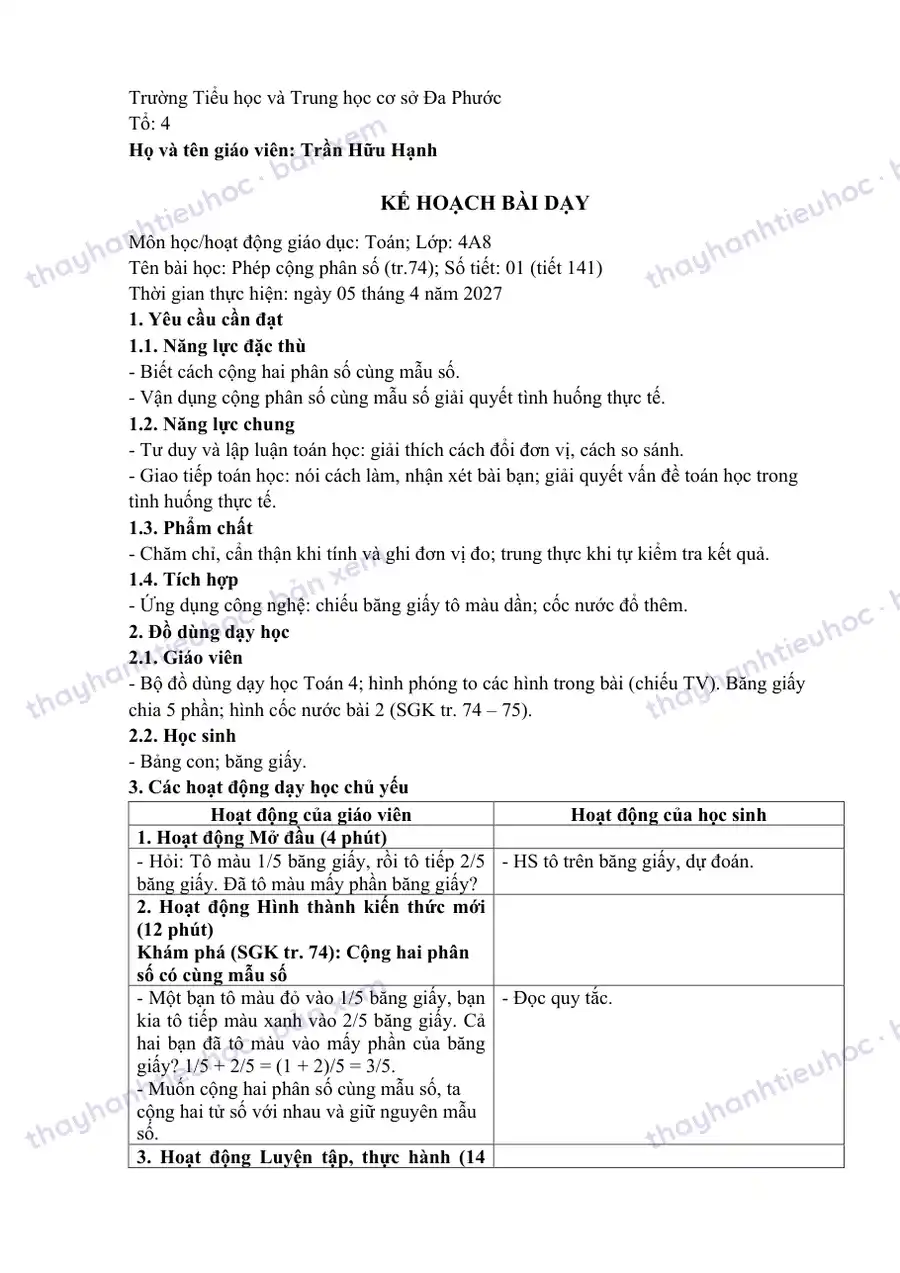 Trường Tiểu học và Trung học cơ sở Đa Phước
Tổ: 4
Họ và tên giáo viên: Trần Hữu Hạnh
KẾ HOẠCH BÀI DẠY
Môn học/hoạt động giáo dục: Toán; Lớp: 4A8
Tên bài học: Phép cộng phân số (tr.74); Số tiết: 01 (tiết 141)
Thời gian thực hiện: ngày 05 tháng 4 năm 2027
1. Yêu cầu cần đạt
1.1. Năng lực đặc thù
- Biết cách cộng hai phân số cùng mẫu số.
- Vận dụng cộng phân số cùng mẫu số giải quyết tình huống thực tế.
1.2. Năng lực chung
- Tư duy và lập luận toán học: giải thích cách đổi đơn vị, cách so sánh.
- Giao tiếp toán học: nói cách làm, nhận xét bài bạn; giải quyết vấn đề toán học trong
tình huống thực tế.
1.3. Phẩm chất
- Chăm chỉ, cẩn thận khi tính và ghi đơn vị đo; trung thực khi tự kiểm tra kết quả.
1.4. Tích hợp
- Ứng dụng công nghệ: chiếu băng giấy tô màu dần; cốc nước đổ thêm.
2. Đồ dùng dạy học
2.1. Giáo viên
- Bộ đồ dùng dạy học Toán 4; hình phóng to các hình trong bài (chiếu TV). Băng giấy
chia 5 phần; hình cốc nước bài 2 (SGK tr. 74 – 75).
2.2. Học sinh
- Bảng con; băng giấy.
3. Các hoạt động dạy học chủ yếu
Hoạt động của giáo viên
Hoạt động của học sinh
1. Hoạt động Mở đầu (4 phút)
- Hỏi: Tô màu 1/5 băng giấy, rồi tô tiếp 2/5
băng giấy. Đã tô màu mấy phần băng giấy?
- HS tô trên băng giấy, dự đoán.
2. Hoạt động Hình thành kiến thức mới
(12 phút)
Khám phá (SGK tr. 74): Cộng hai phân
số có cùng mẫu số
- Một bạn tô màu đỏ vào 1/5 băng giấy, bạn
kia tô tiếp màu xanh vào 2/5 băng giấy. Cả
hai bạn đã tô màu vào mấy phần của băng
giấy? 1/5 + 2/5 = (1 + 2)/5 = 3/5.
- Muốn cộng hai phân số cùng mẫu số, ta
cộng hai tử số với nhau và giữ nguyên mẫu
số.
- Đọc quy tắc.
3. Hoạt động Luyện tập, thực hành (14
thayhanhtieuhoc · bản xem
thayhanhtieuhoc · b
thayhanhtieuhoc · bản xem
thayhanhtieuhoc · b
thayhanhtieuhoc · bản xem
thayhanhtieuhoc · b